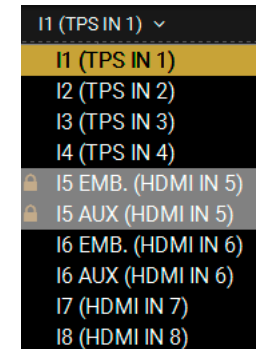 I1 (TPS IN 1)
I1 (TPS IN 1)
I2 (TPS IN 2)
I3 (TPS IN 3)
I4 (TPS IN 4)
I5 EMB. (HDMI IN 5)
I5 AUX (HDMI IN 5)
I6 EMB. (HDMI IN 6)
I6 AUX (HDMI IN 6)
I7 (HDMI IN 7)
I8 (HDMI IN 8)